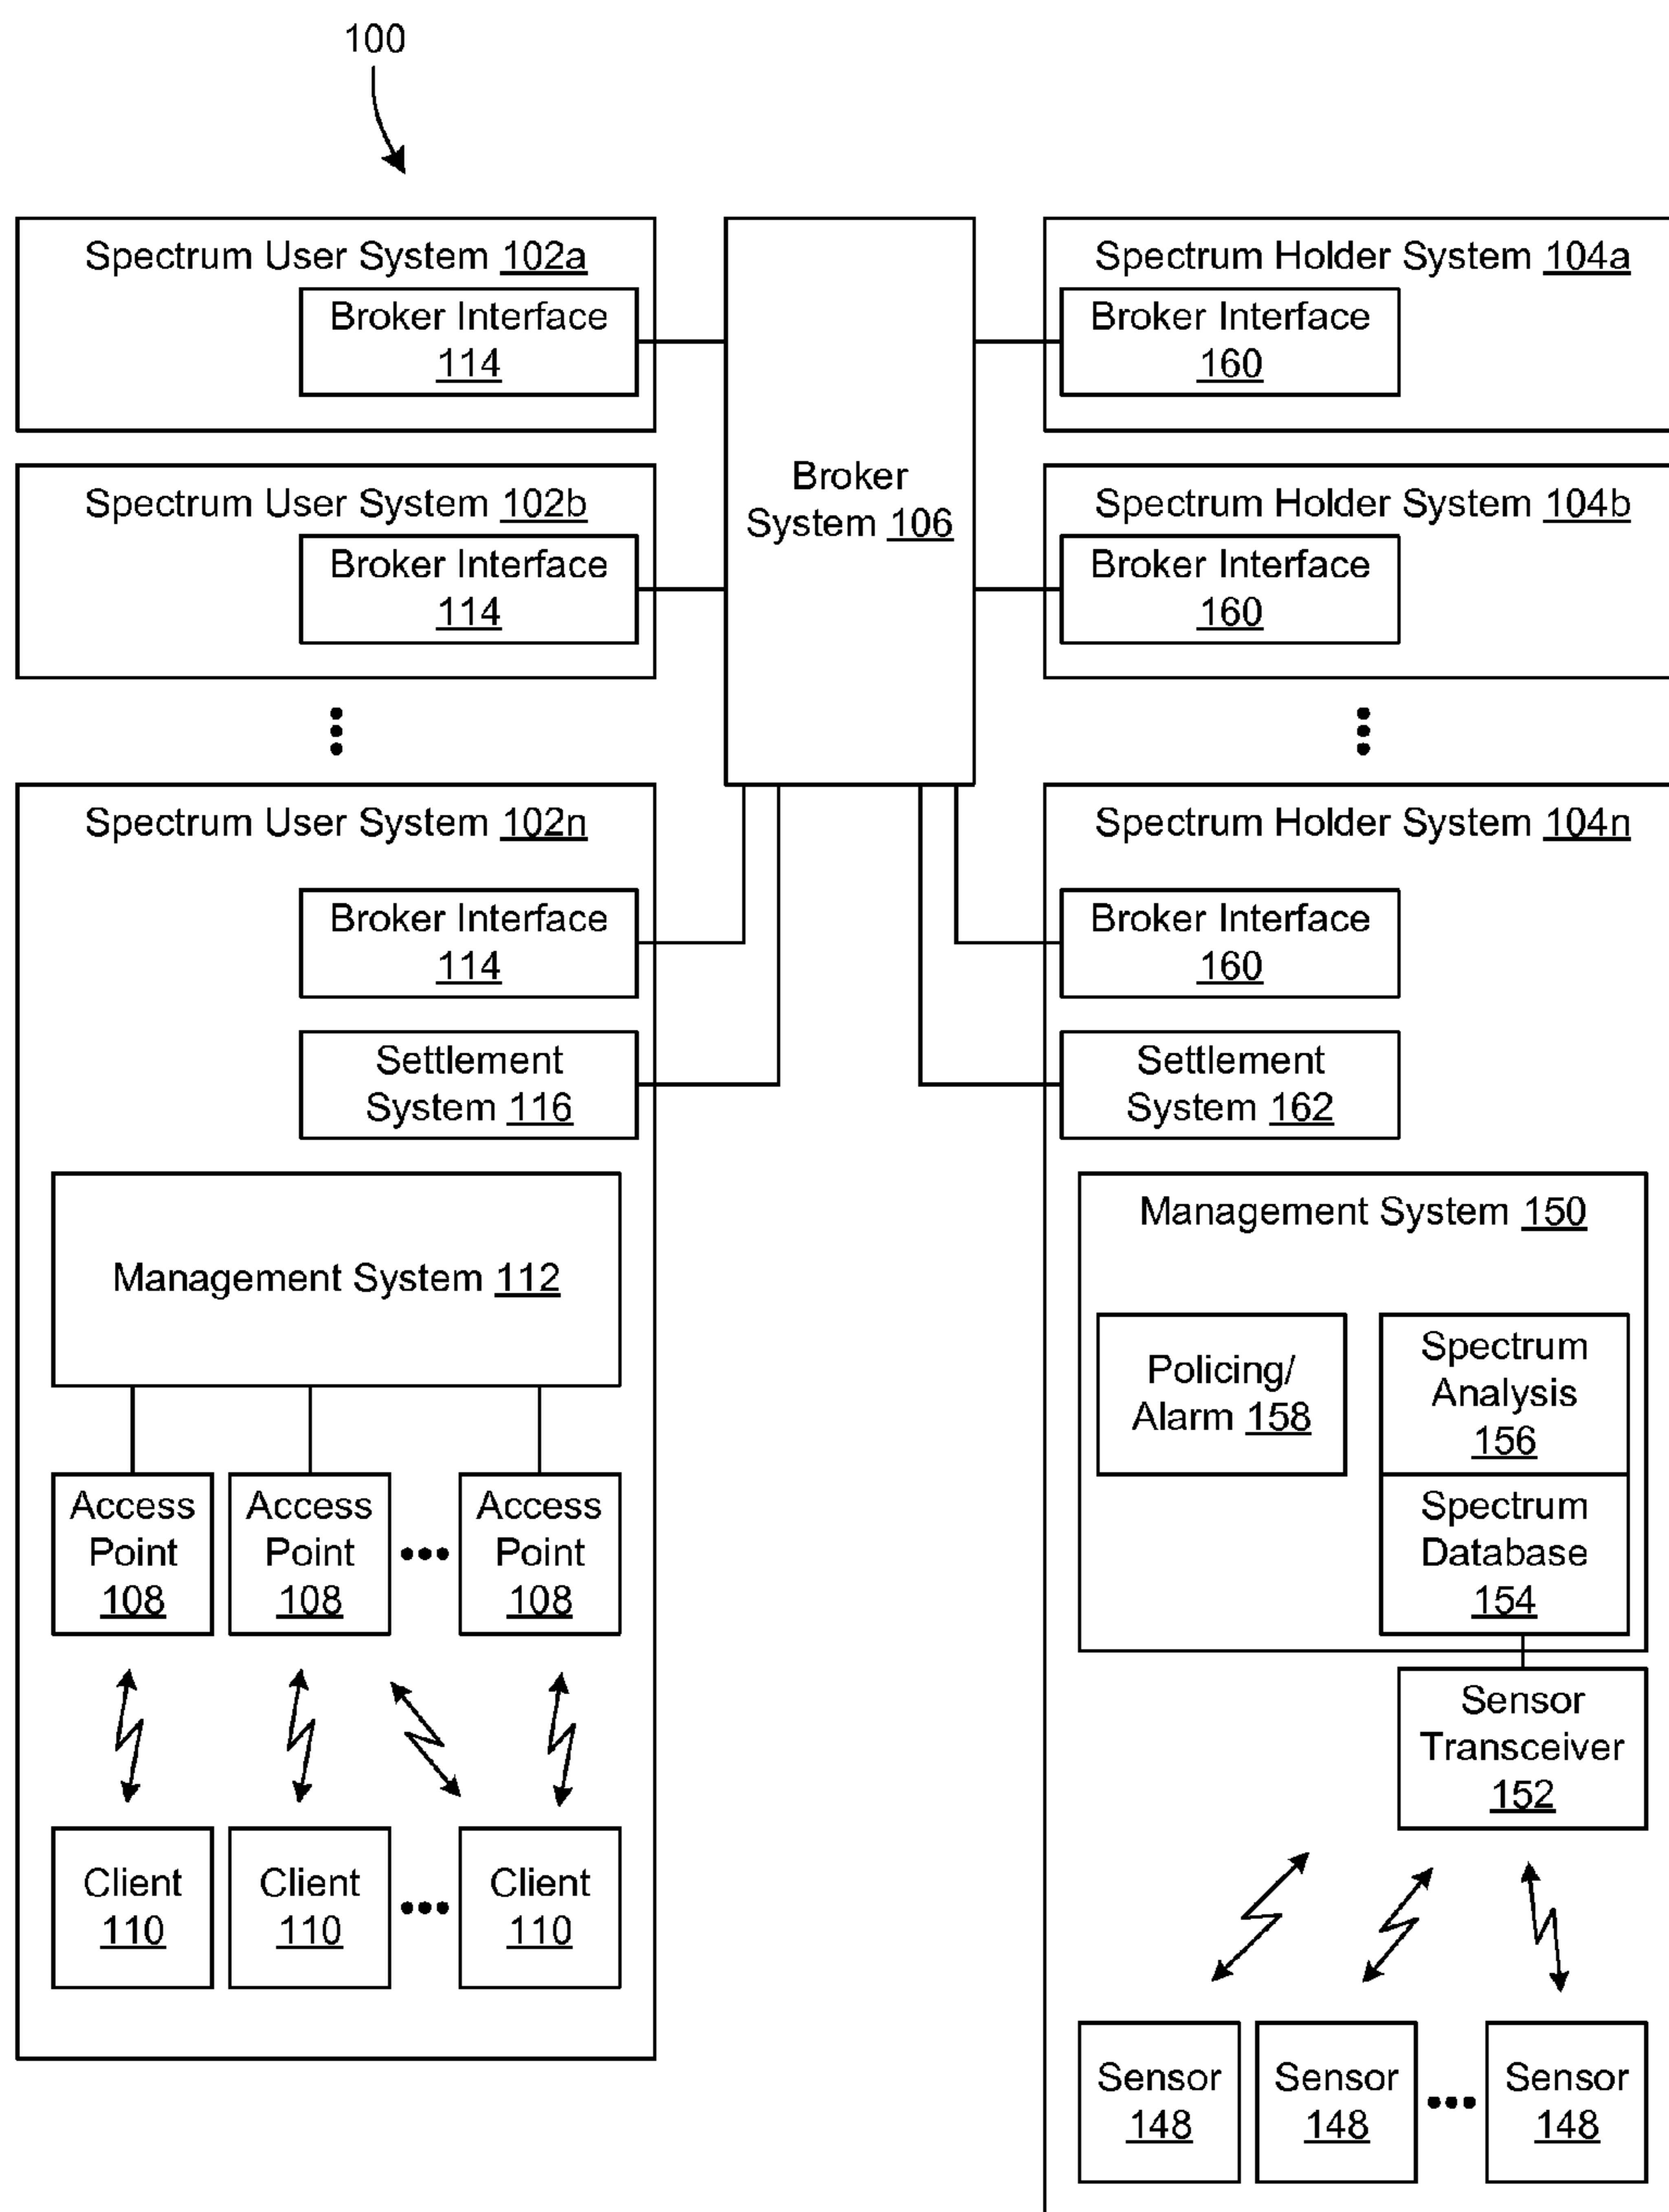 100
Spectrum User System 102a
Broker Interface
114
Spectrum User System 102b
Broker Interface
114
Broker
System 106
Spectrum Holder System 104a
Broker Interface
160
Spectrum Holder System 104b
Broker Interface
160
Spectrum User System 102n
Broker Interface
114
Settlement
System 116
Management System 112
Access
Point
108
Access
Point
108
Access
Point
108
Client
110
Client
110
Client
110
Spectrum Holder System 104n
Broker Interface
160
Settlement
System 162
Management System 150
Policing/
Alarm 158
Spectrum
Analysis
156
Spectrum
Database
154
Sensor
Transceiver
152
Sensor
148
Sensor
148
Sensor
148